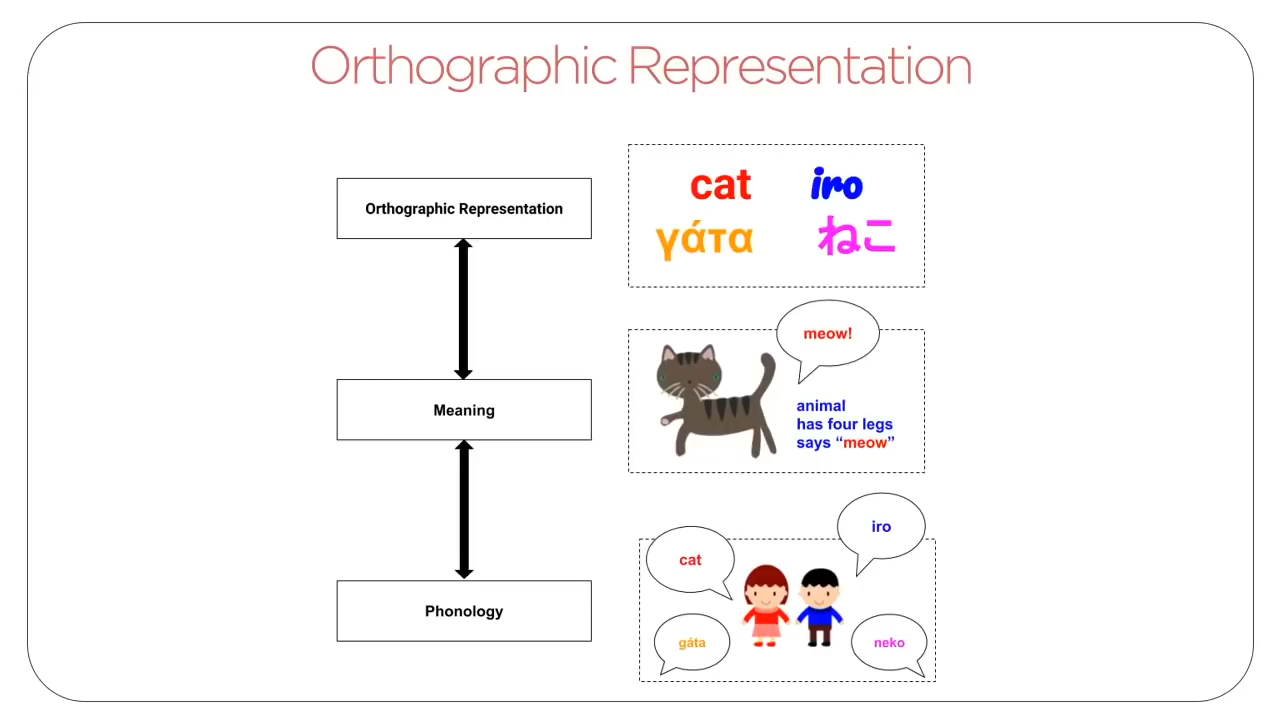 Orthographic Representation
Orthographic Representation
cat iro
γάτα ねこ
meow!
Meaning
animal
has four legs
says “meow”
iro
cat
Phonology
gáta
neko